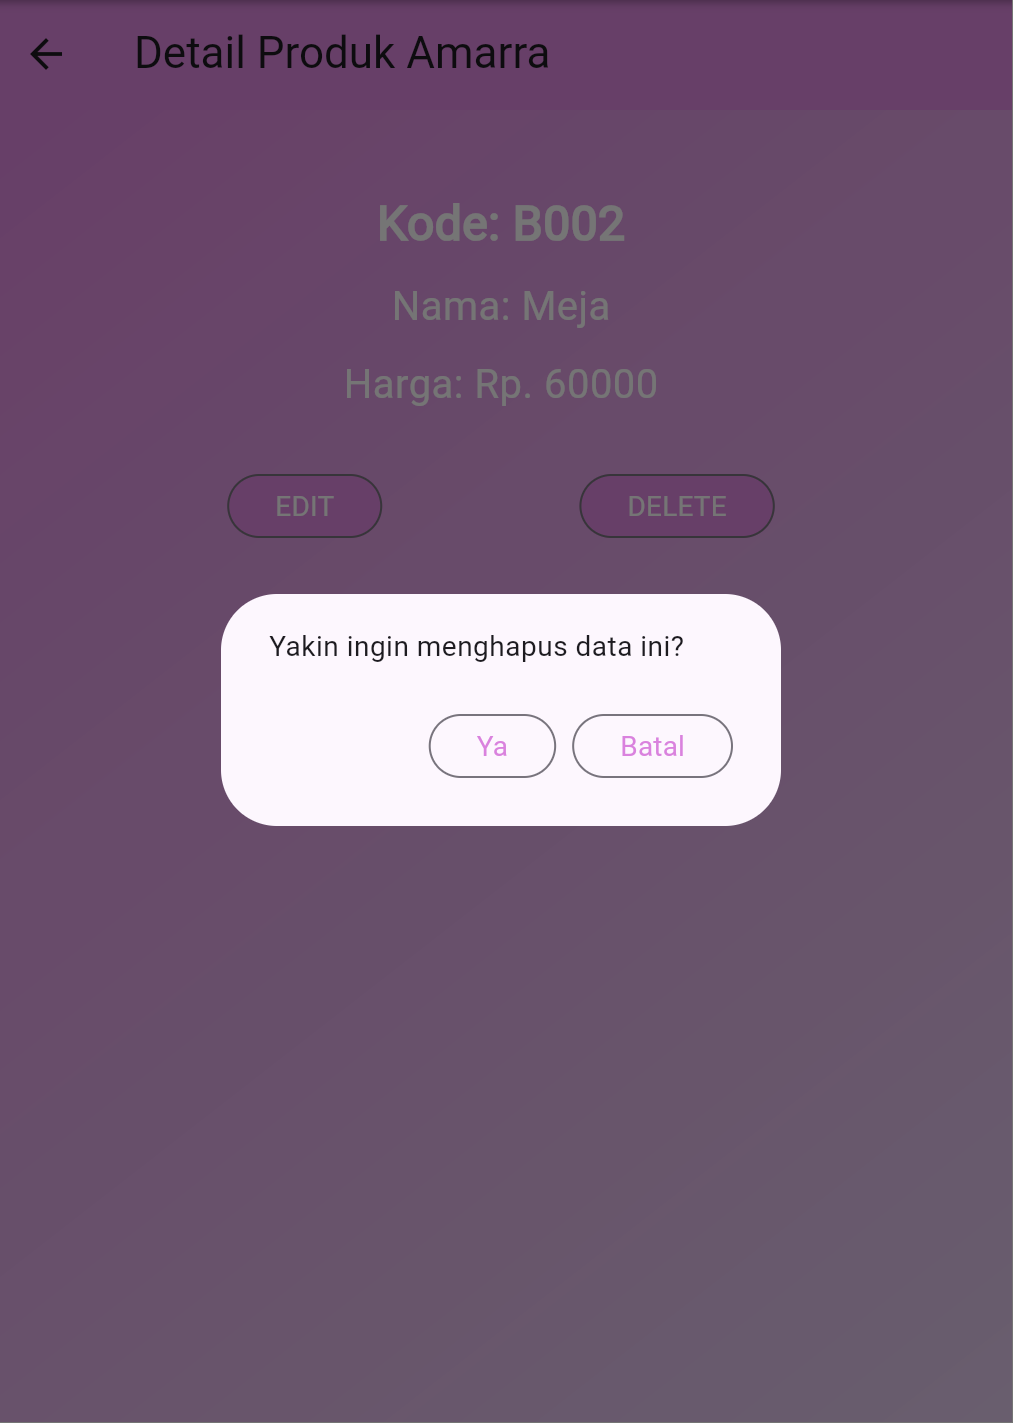 Detail Produk Amarra
Kode: B002
Nama: Meja
Harga: Rp. 60000
EDIT DELETE
Yakin ingin menghapus data ini?
Ya Batal